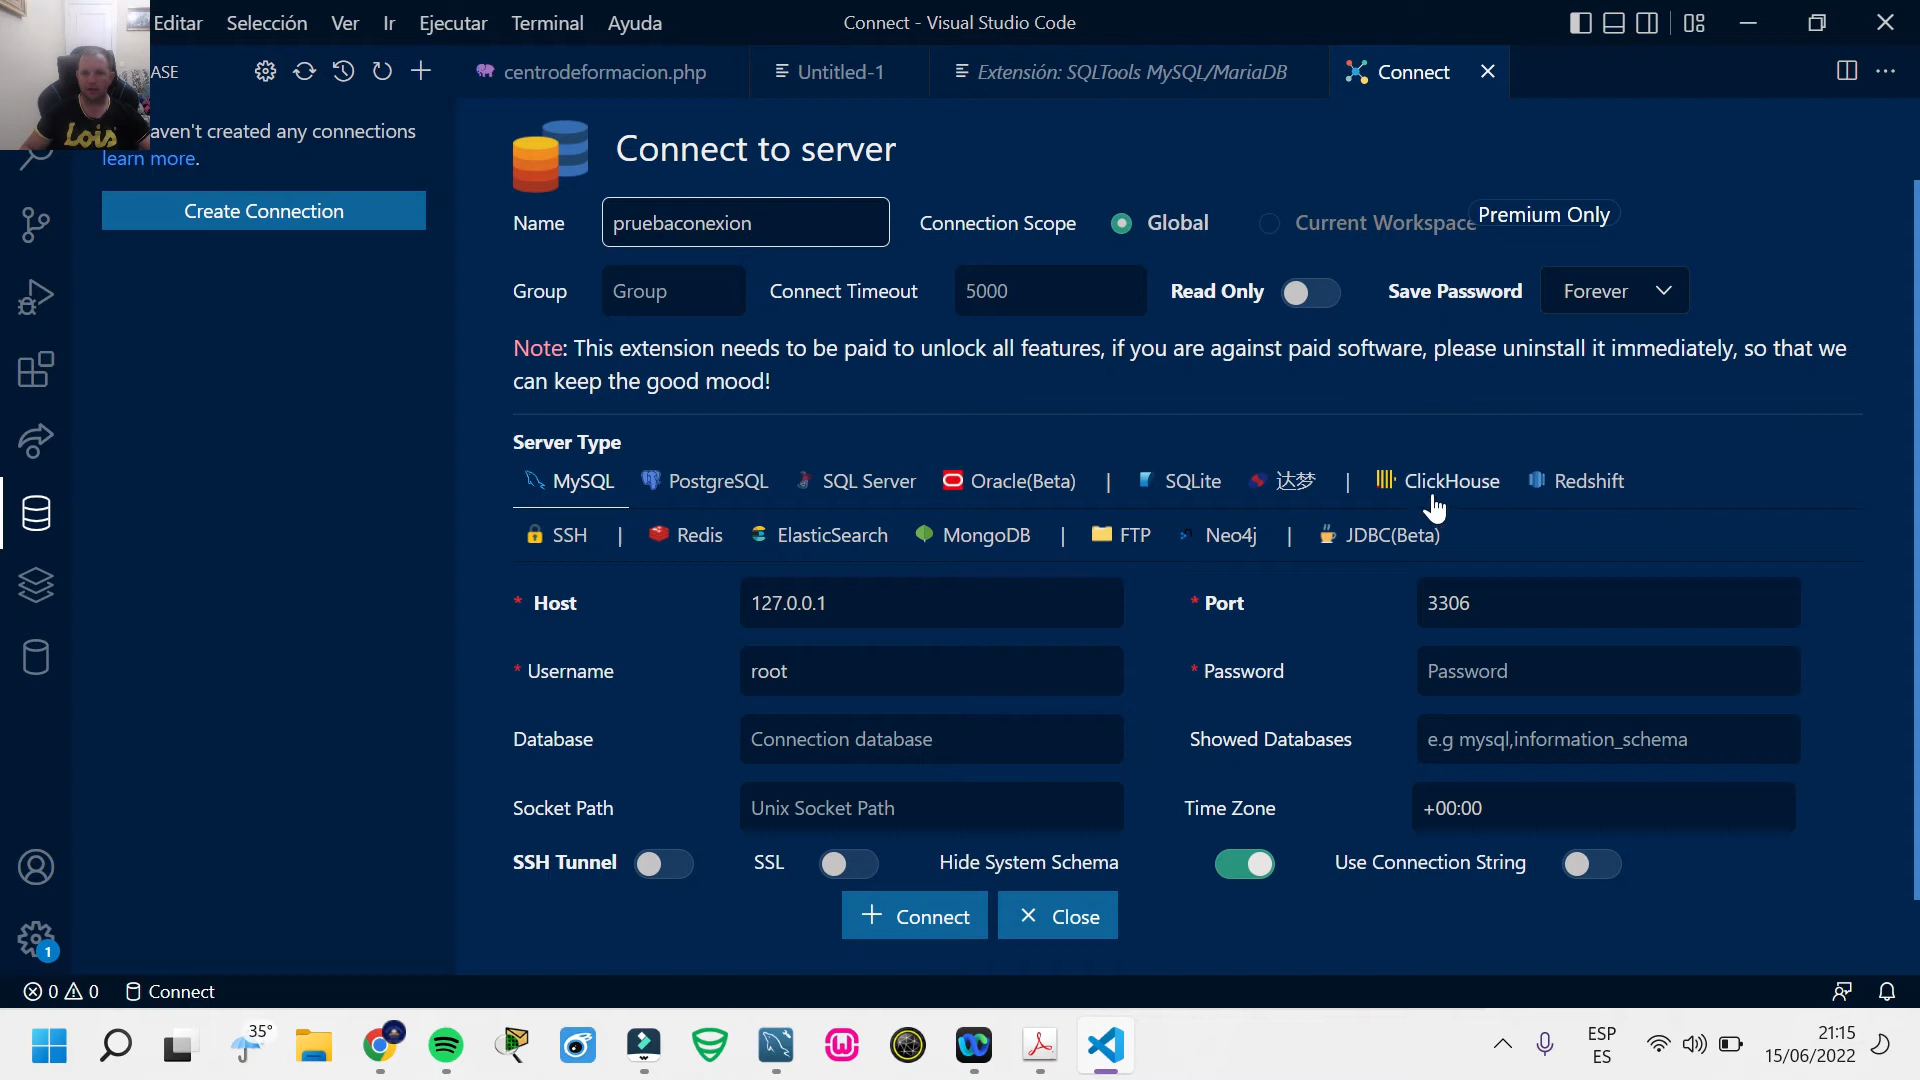 Editar Selección Ver Ir Ejecutar Terminal Ayuda
Connect - Visual Studio Code
ASE
centrodeformacion.php
Untitled-1
Extensión: SQLTools MySQL/MariaDB
Connect
aven't created any connections
learn more.
Create Connection
Connect to server
Name pruebaconexion Connection Scope Global Current Workspace Premium Only
Group Group Connect Timeout 5000 Read Only Save Password Forever
Note: This extension needs to be paid to unlock all features, if you are against paid software, please uninstall it immediately, so that we
can keep the good mood!
Server Type
MySQL PostgreSQL SQL Server Oracle(Beta) | SQLite 达梦 | ClickHouse Redshift
SSH | Redis ElasticSearch MongoDB | FTP Neo4j | JDBC(Beta)
* Host 127.0.0.1 * Port 3306
* Username root * Password Password
Database Connection database Showed Databases e.g mysql,information_schema
Socket Path Unix Socket Path Time Zone +00:00
SSH Tunnel SSL Hide System Schema Use Connection String
+ Connect × Close
Lois
1
0 0 Connect
35°
ESP
ES
21:15
15/06/2022